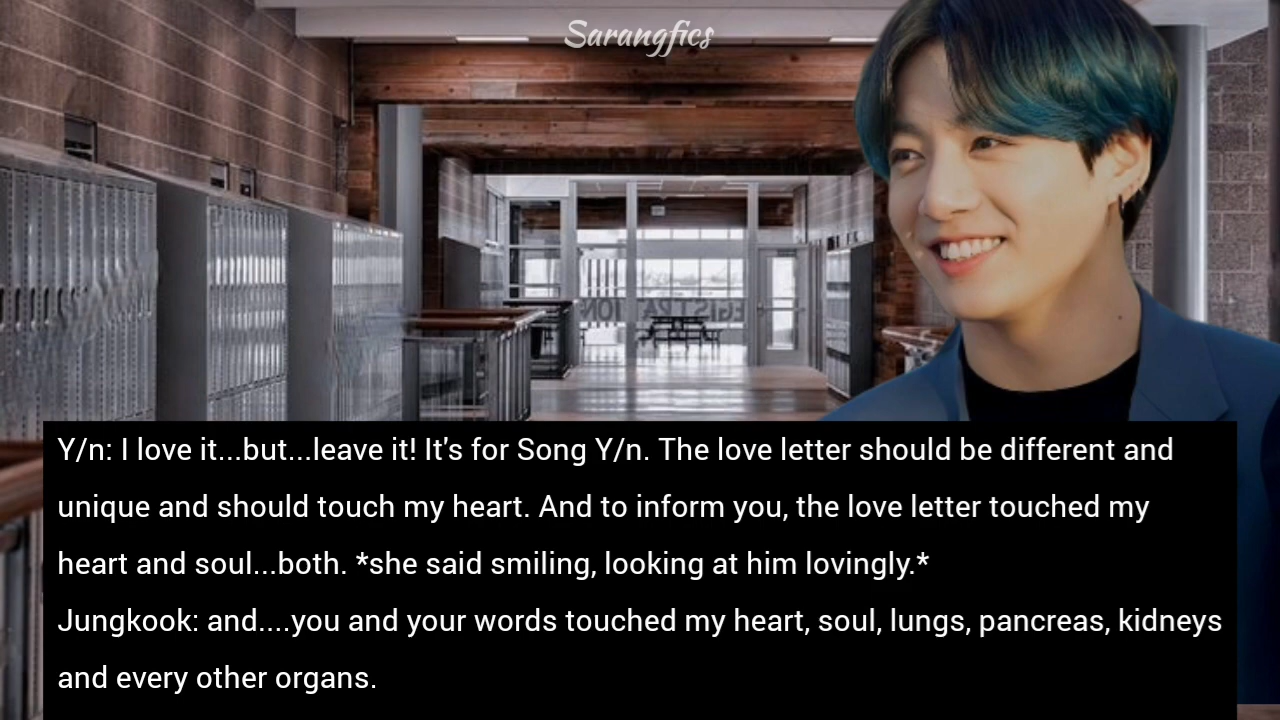 Sarangfics
Y/n: I love it...but...leave it! It's for Song Y/n. The love letter should be different and
unique and should touch my heart. And to inform you, the love letter touched my
heart and soul...both. *she said smiling, looking at him lovingly.*
Jungkook: and....you and your words touched my heart, soul, lungs, pancreas, kidneys
and every other organs.